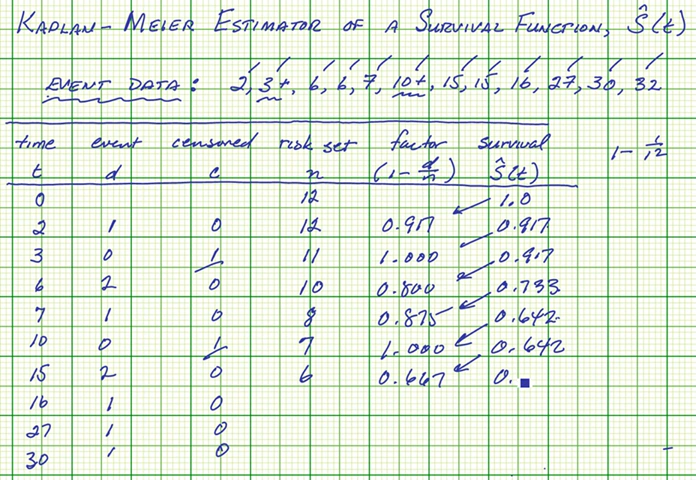 KAPLAN-MEIER ESTIMATOR OF A SURVIVAL FUNCTION, Ŝ(t)
EVENT DATA: 2, 3+, 6, 6, 7, 10+, 15, 15, 16, 27, 30, 32
time event censored risk set factor survival
t d c n (1 - d/n) Ŝ(t)
1 - 1/12
0 12 1.0
2 1 0 12 0.917 0.917
3 0 1 11 1.000 0.917
6 2 0 10 0.800 0.733
7 1 0 8 0.875 0.642
10 0 1 7 1.000 0.642
15 2 0 6 0.667 0.
16 1 0
27 1 0
30 1 0